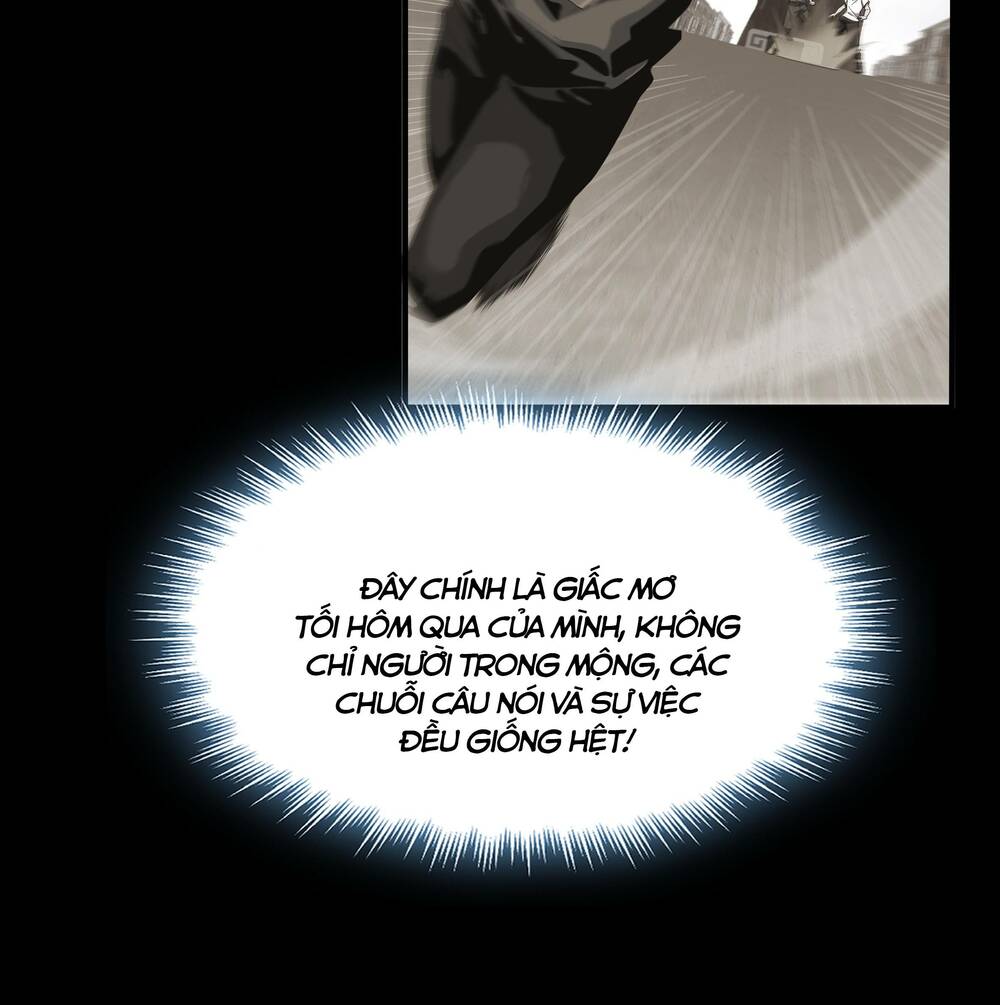 ĐÂY CHÍNH LÀ GIẤC MƠ
TỐI HÔM QUA CỦA MÌNH, KHÔNG
CHỈ NGƯỜI TRONG MỘNG, CÁC
CHUỖI CÂU NÓI VÀ SỰ VIỆC
ĐỀU GIỐNG HỆT!